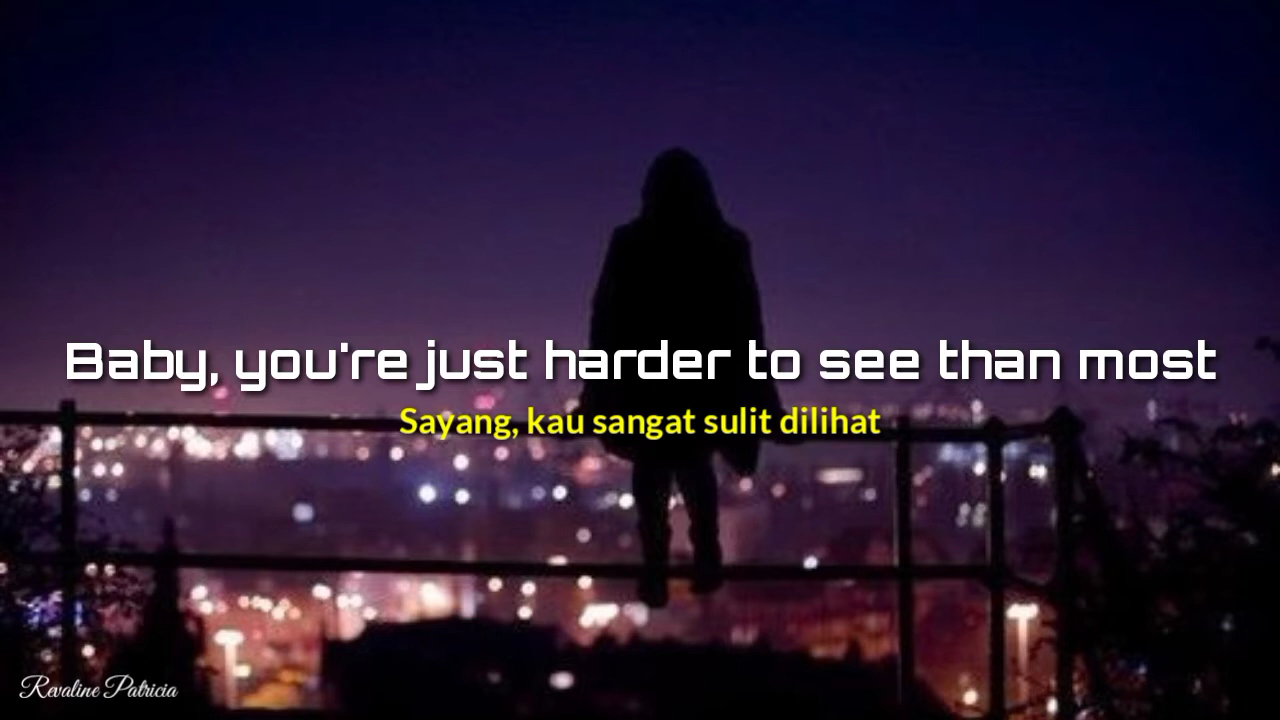 Baby, you're just harder to see than most
Sayang, kau sangat sulit dilihat
Revaline Patricia